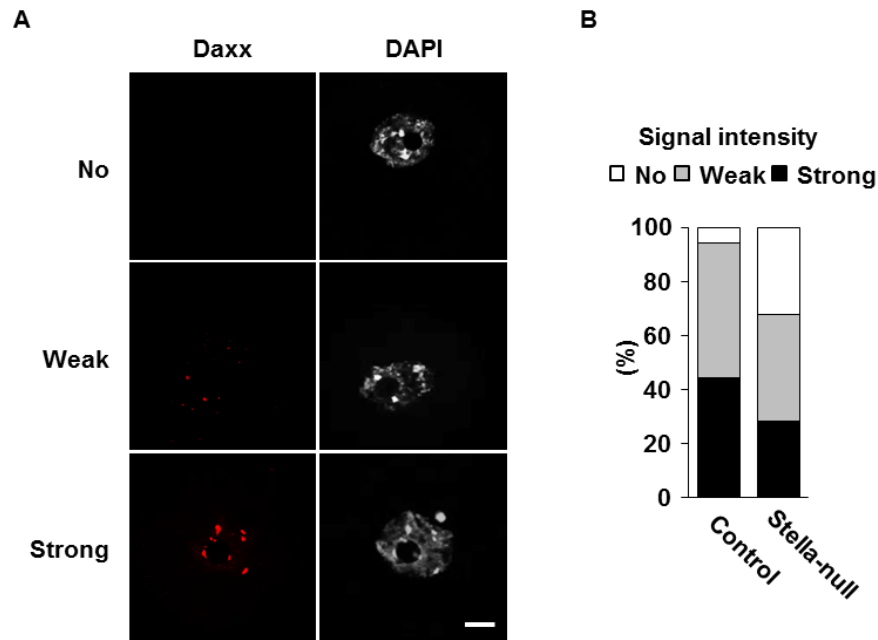 A
Daxx DAPI
No
Weak
Strong
B
Signal intensity
No Weak Strong
100
80
60
40
20
0
(%)
Control
Stella-null